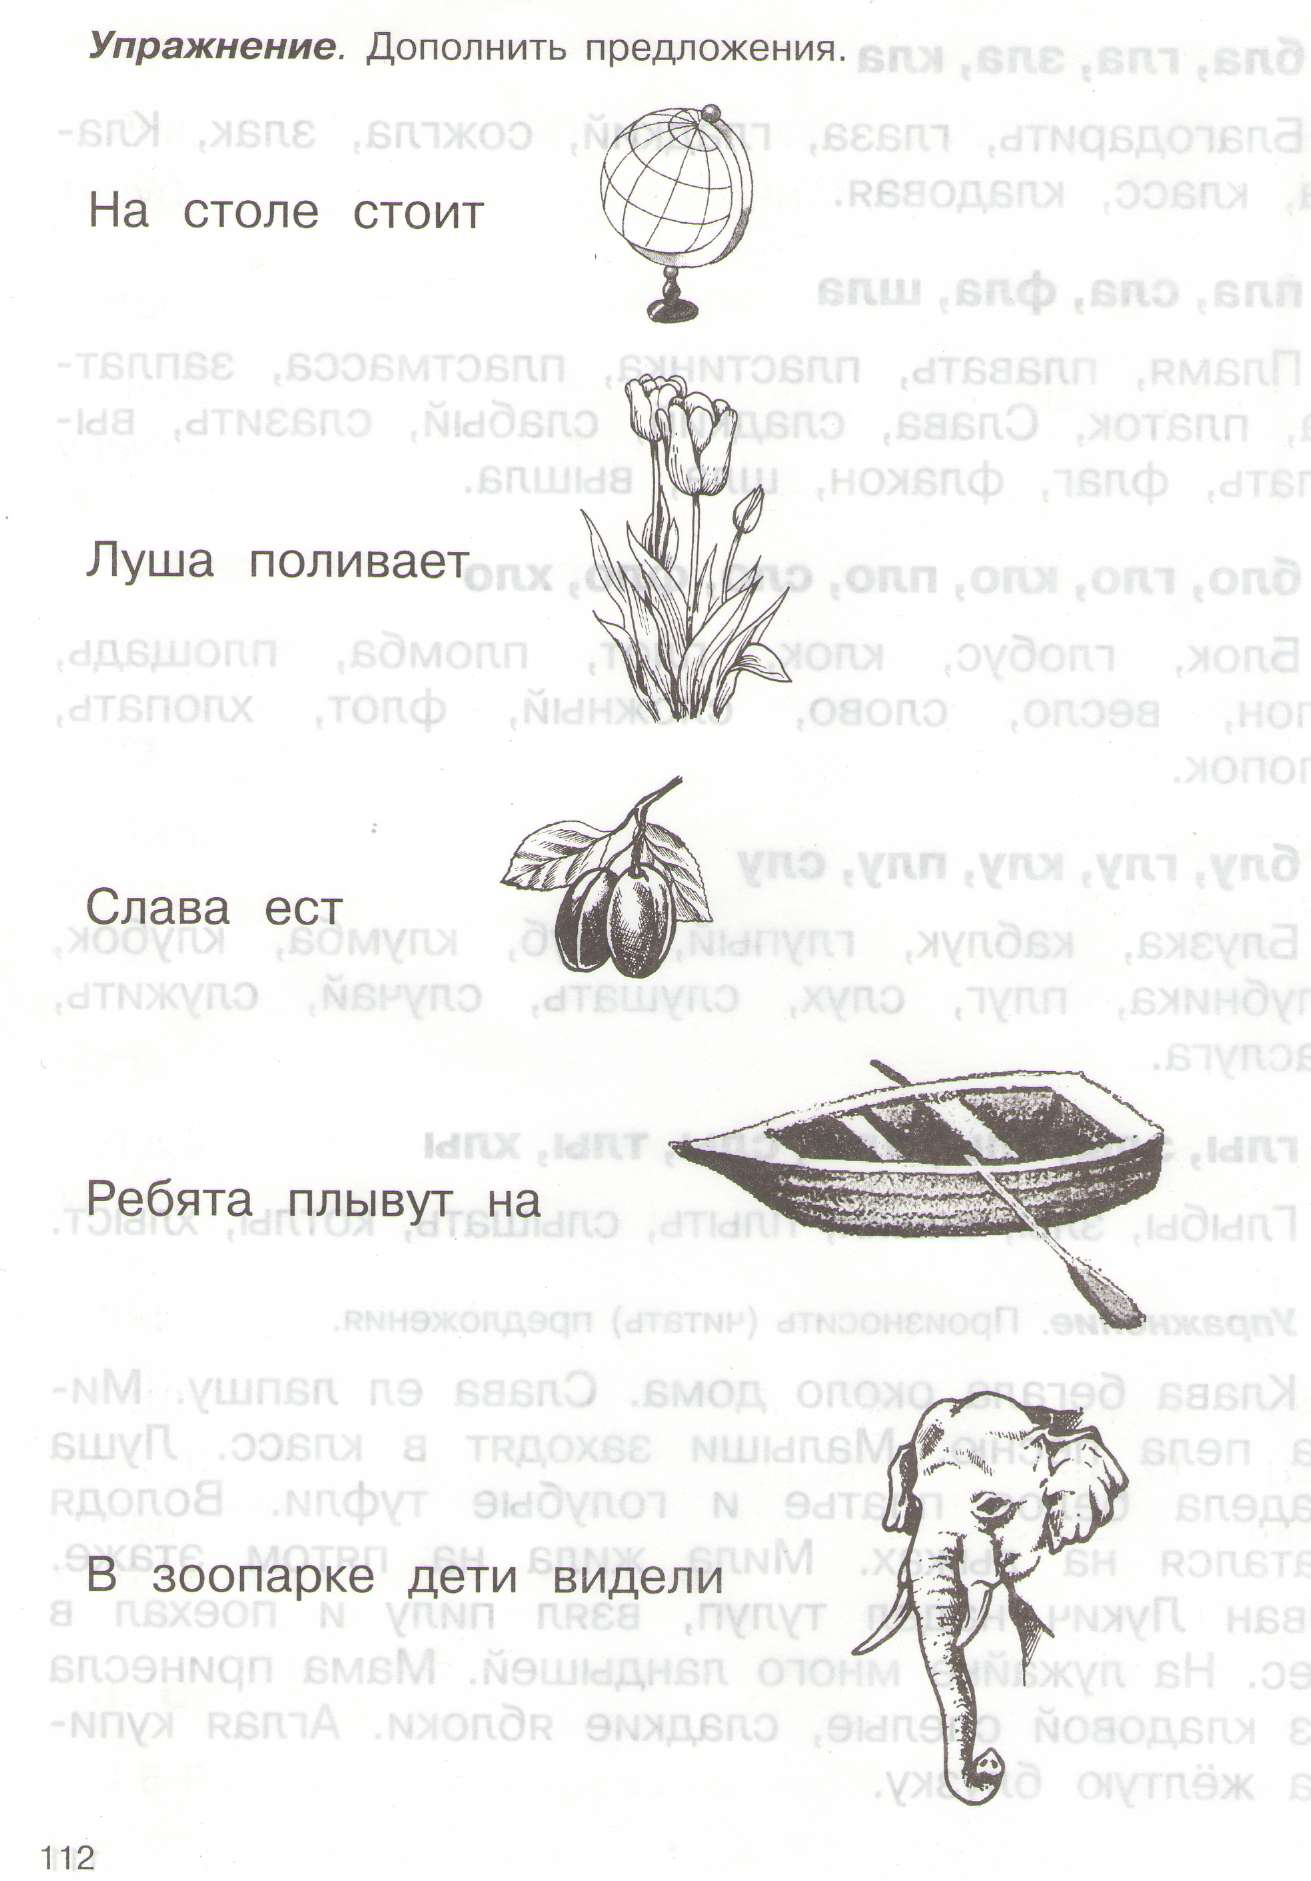 Упражнение. Дополнить предложения.
На столе стоит
Луша поливает
Слава ест
Ребята плывут на
В зоопарке дети видели
112